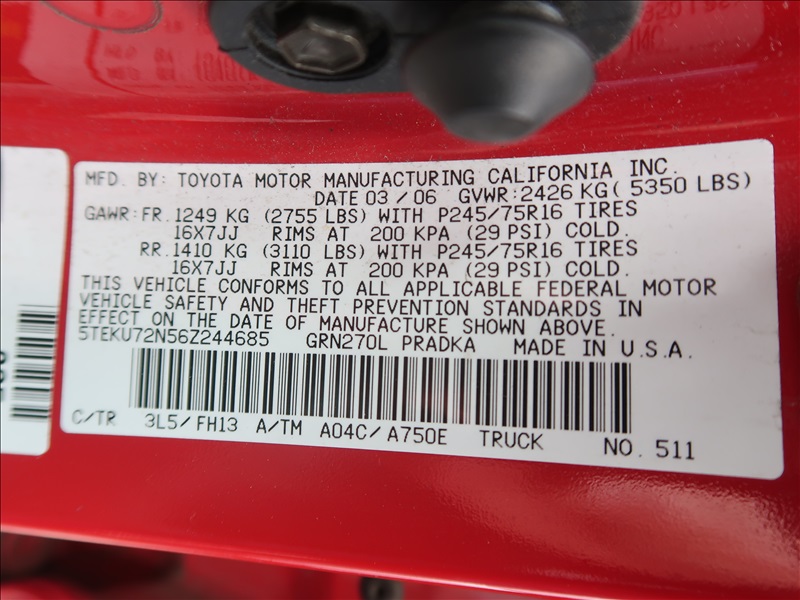 MFD. BY: TOYOTA MOTOR MANUFACTURING CALIFORNIA INC.
DATE 03 / 06 GVWR: 2426 KG ( 5350 LBS)
GAWR: FR. 1249 KG (2755 LBS) WITH P245/75R16 TIRES
16X7JJ RIMS AT 200 KPA (29 PSI) COLD.
RR. 1410 KG (3110 LBS) WITH P245/75R16 TIRES
16X7JJ RIMS AT 200 KPA (29 PSI) COLD.
THIS VEHICLE CONFORMS TO ALL APPLICABLE FEDERAL MOTOR
VEHICLE SAFETY AND THEFT PREVENTION STANDARDS IN
EFFECT ON THE DATE OF MANUFACTURE SHOWN ABOVE.
5TEKU72N56Z244685 GRN270L PRADKA MADE IN U.S.A.
C/TR 3L5/FH13 A/TM A04C/A750E TRUCK NO. 511